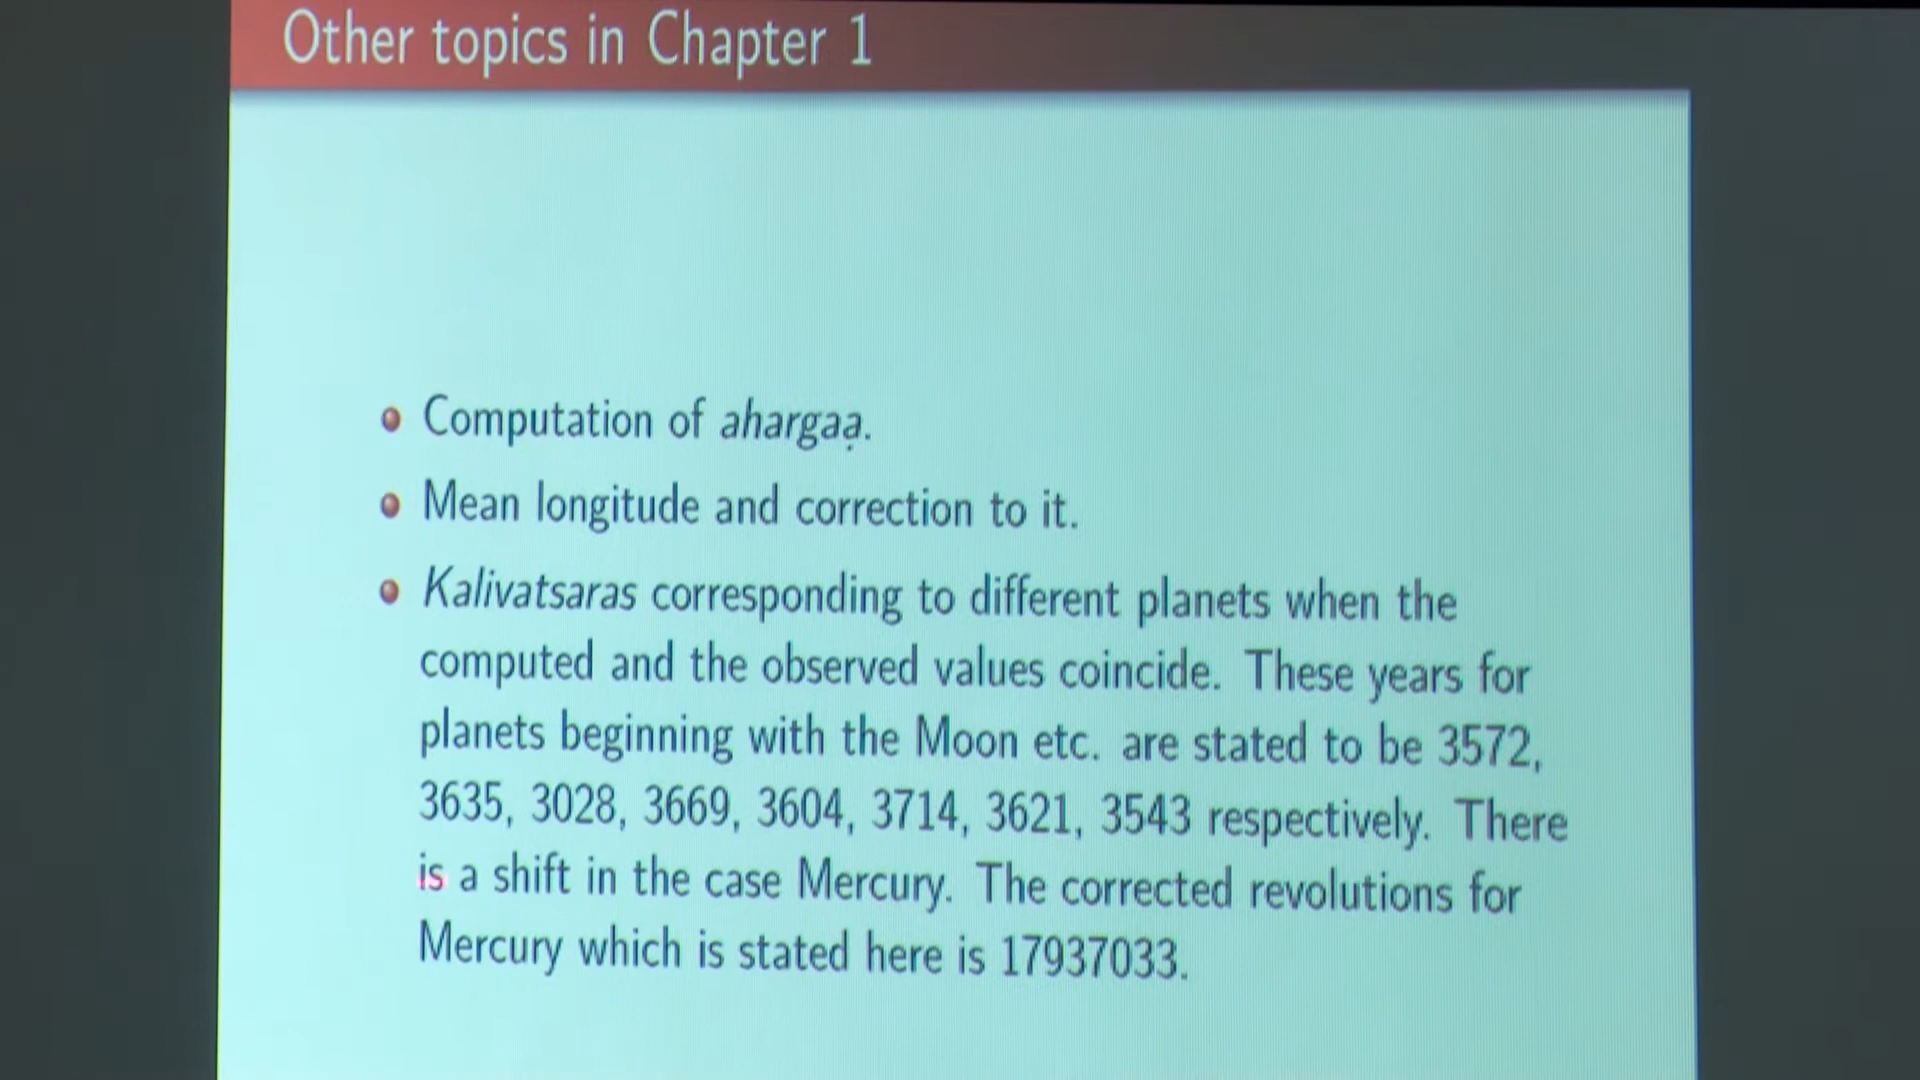 Other topics in Chapter 1
Computation of ahargaạ.
Mean longitude and correction to it.
Kalivatsaras corresponding to different planets when the
computed and the observed values coincide. These years for
planets beginning with the Moon etc. are stated to be 3572,
3635, 3028, 3669, 3604, 3714, 3621, 3543 respectively. There
is a shift in the case Mercury. The corrected revolutions for
Mercury which is stated here is 17937033.